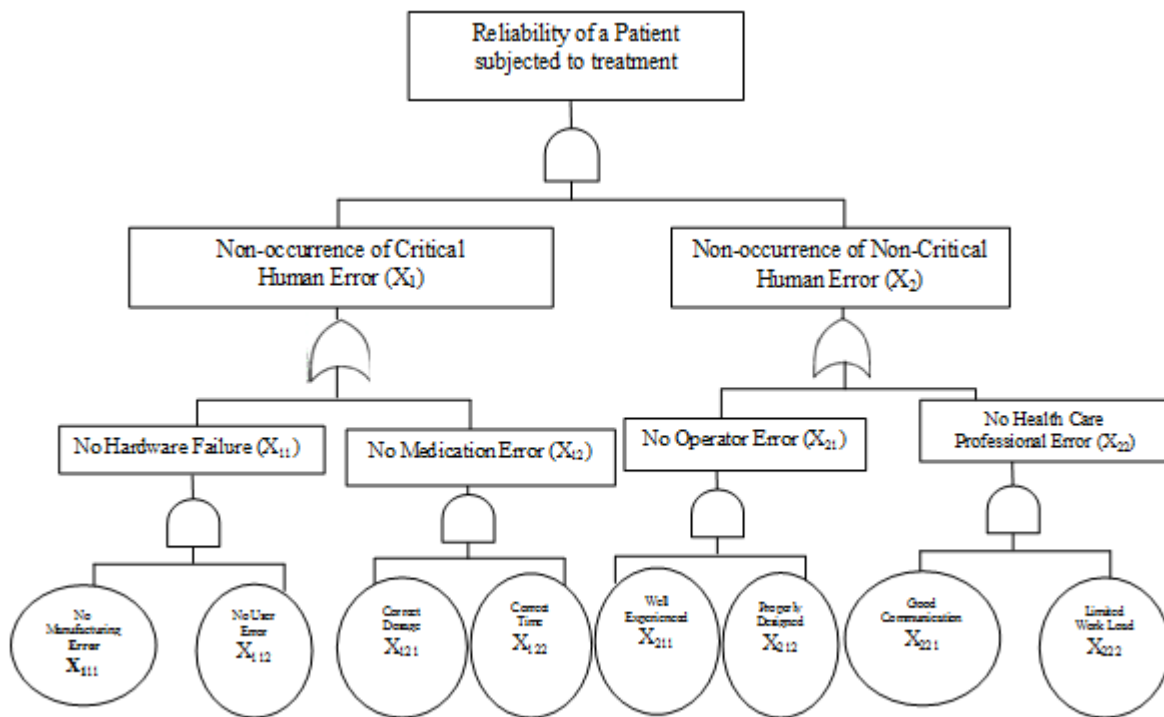 Reliability of a Patient
subjected to treatment
Non-occurrence of Critical
Human Error (X₁)
Non-occurrence of Non-Critical
Human Error (X₂)
No Hardware Failure (X₁₁)
No Medication Error (X₁₂)
No Operator Error (X₂₁)
No Health Care
Professional Error (X₂₂)
No
Manufacturing
Error
X₁₁₁
No User
Error
X₁₁₂
Correct
Dosage
X₁₂₁
Correct
Time
X₁₂₂
Well
Experienced
X₂₁₁
Properly
Designed
X₂₁₂
Good
Communication
X₂₂₁
Limited
Work Load
X₂₂₂